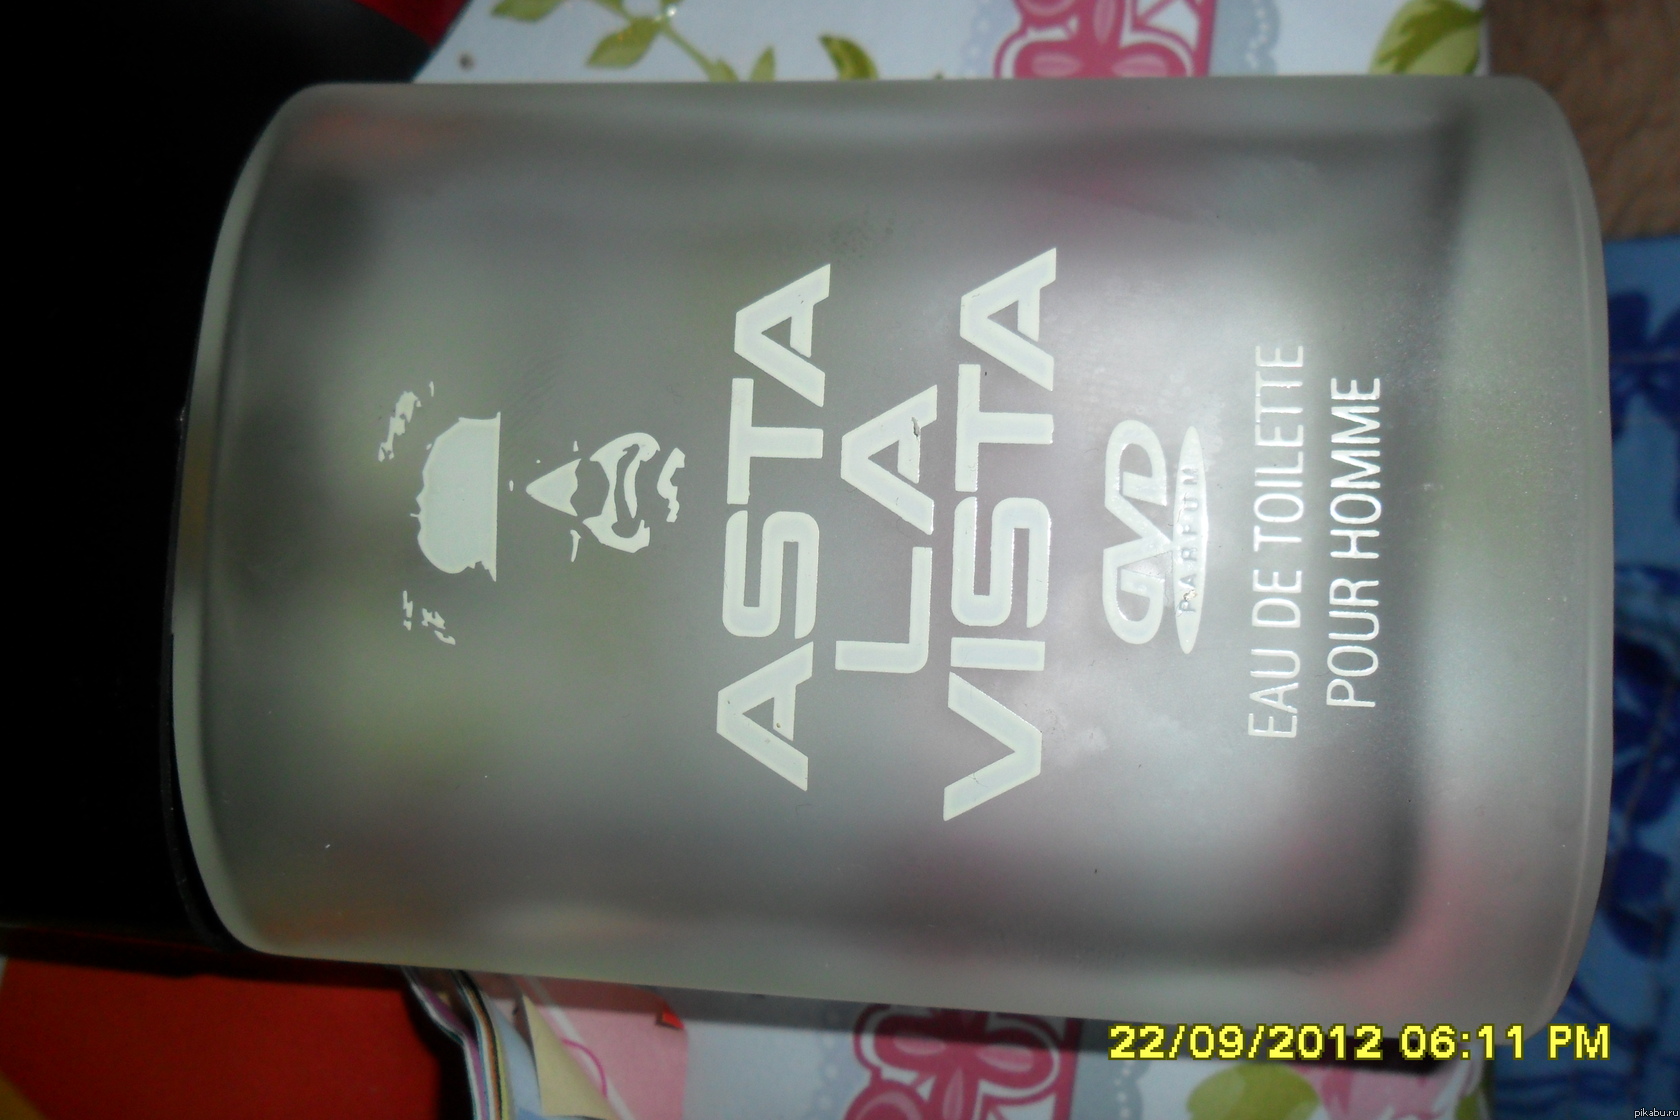 ASTA
LA
VISTA
GVD
PARFUM
EAU DE TOILETTE
POUR HOMME
22/09/2012 06:11 PM
pikabu.ru